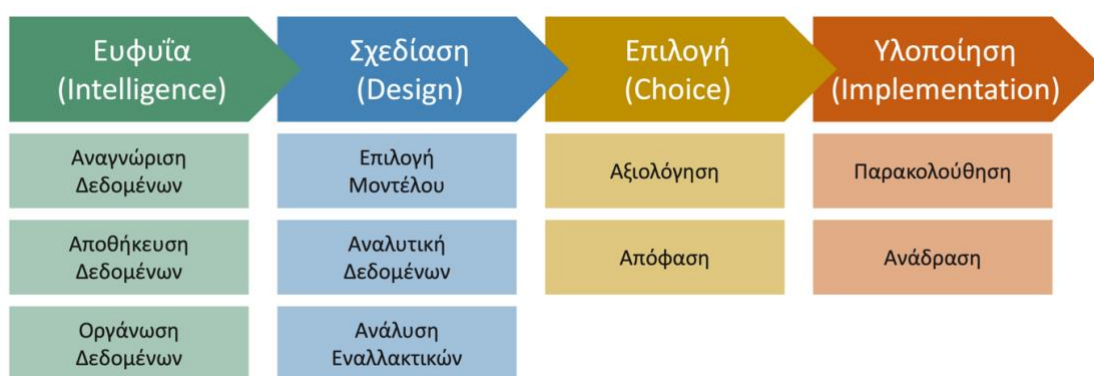 Ευφυΐα
(Intelligence)
Αναγνώριση
Δεδομένων
Αποθήκευση
Δεδομένων
Οργάνωση
Δεδομένων
Σχεδίαση
(Design)
Επιλογή
Μοντέλου
Αναλυτική
Δεδομένων
Ανάλυση
Εναλλακτικών
Επιλογή
(Choice)
Αξιολόγηση
Απόφαση
Υλοποίηση
(Implementation)
Παρακολούθηση
Ανάδραση